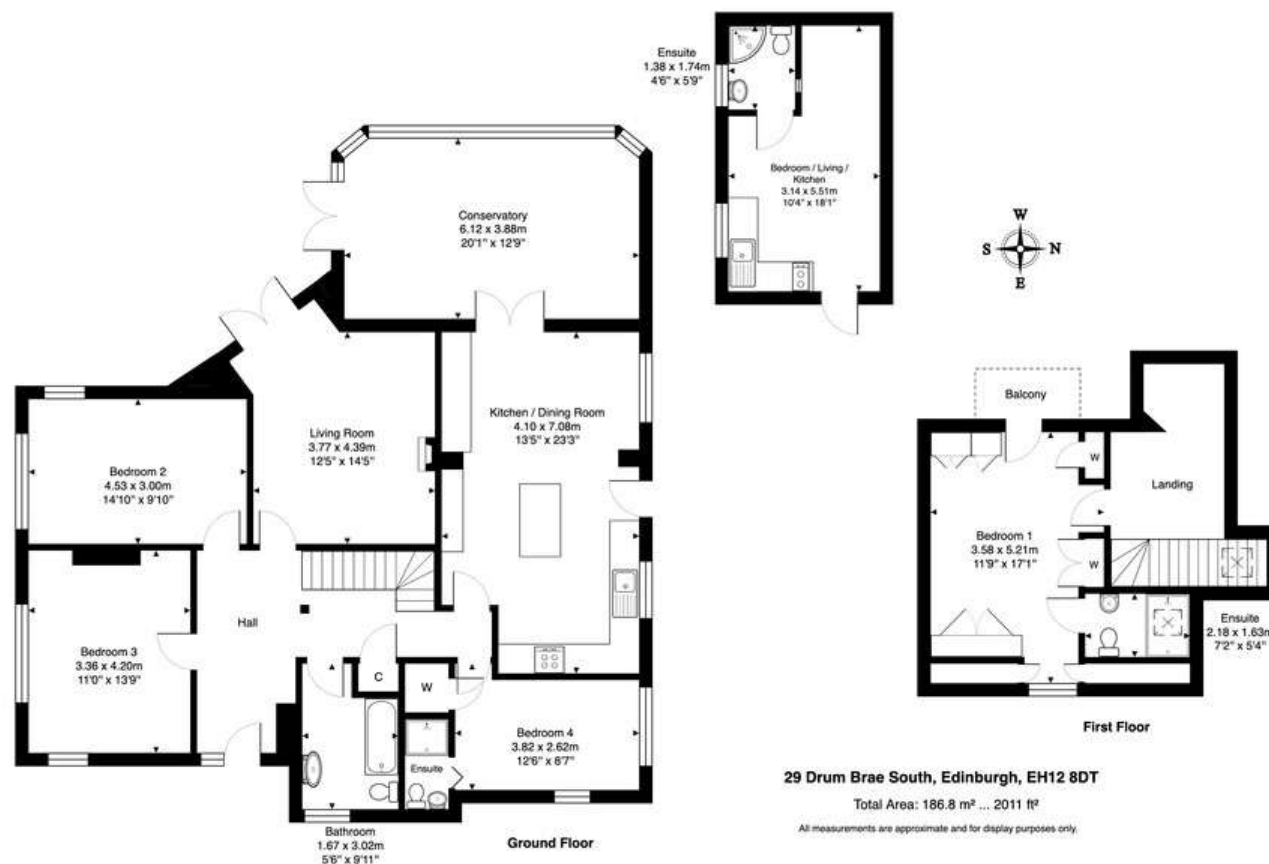 Ensuite
1.38 x 1.74m
4'6" x 5'9"
Bedroom / Living /
Kitchen
3.14 x 5.51m
10'4" x 18'1"
W
S
N
E
Conservatory
6.12 x 3.88m
20'1" x 12'9"
Kitchen / Dining Room
4.10 x 7.08m
13'5" x 23'3"
Living Room
3.77 x 4.39m
12'5" x 14'5"
Bedroom 2
4.53 x 3.00m
14'10" x 9'10"
Hall
Bedroom 3
3.36 x 4.20m
11'0" x 13'9"
C
W
Bedroom 4
3.82 x 2.62m
12'6" x 8'7"
Ensuite
Bathroom
1.67 x 3.02m
5'6" x 9'11"
Ground Floor
Balcony
W
Landing
Bedroom 1
3.58 x 5.21m
11'9" x 17'1"
W
Ensuite
2.18 x 1.63m
7'2" x 5'4"
First Floor
29 Drum Brae South, Edinburgh, EH12 8DT
Total Area: 186.8 m² ... 2011 ft²
All measurements are approximate and for display purposes only.